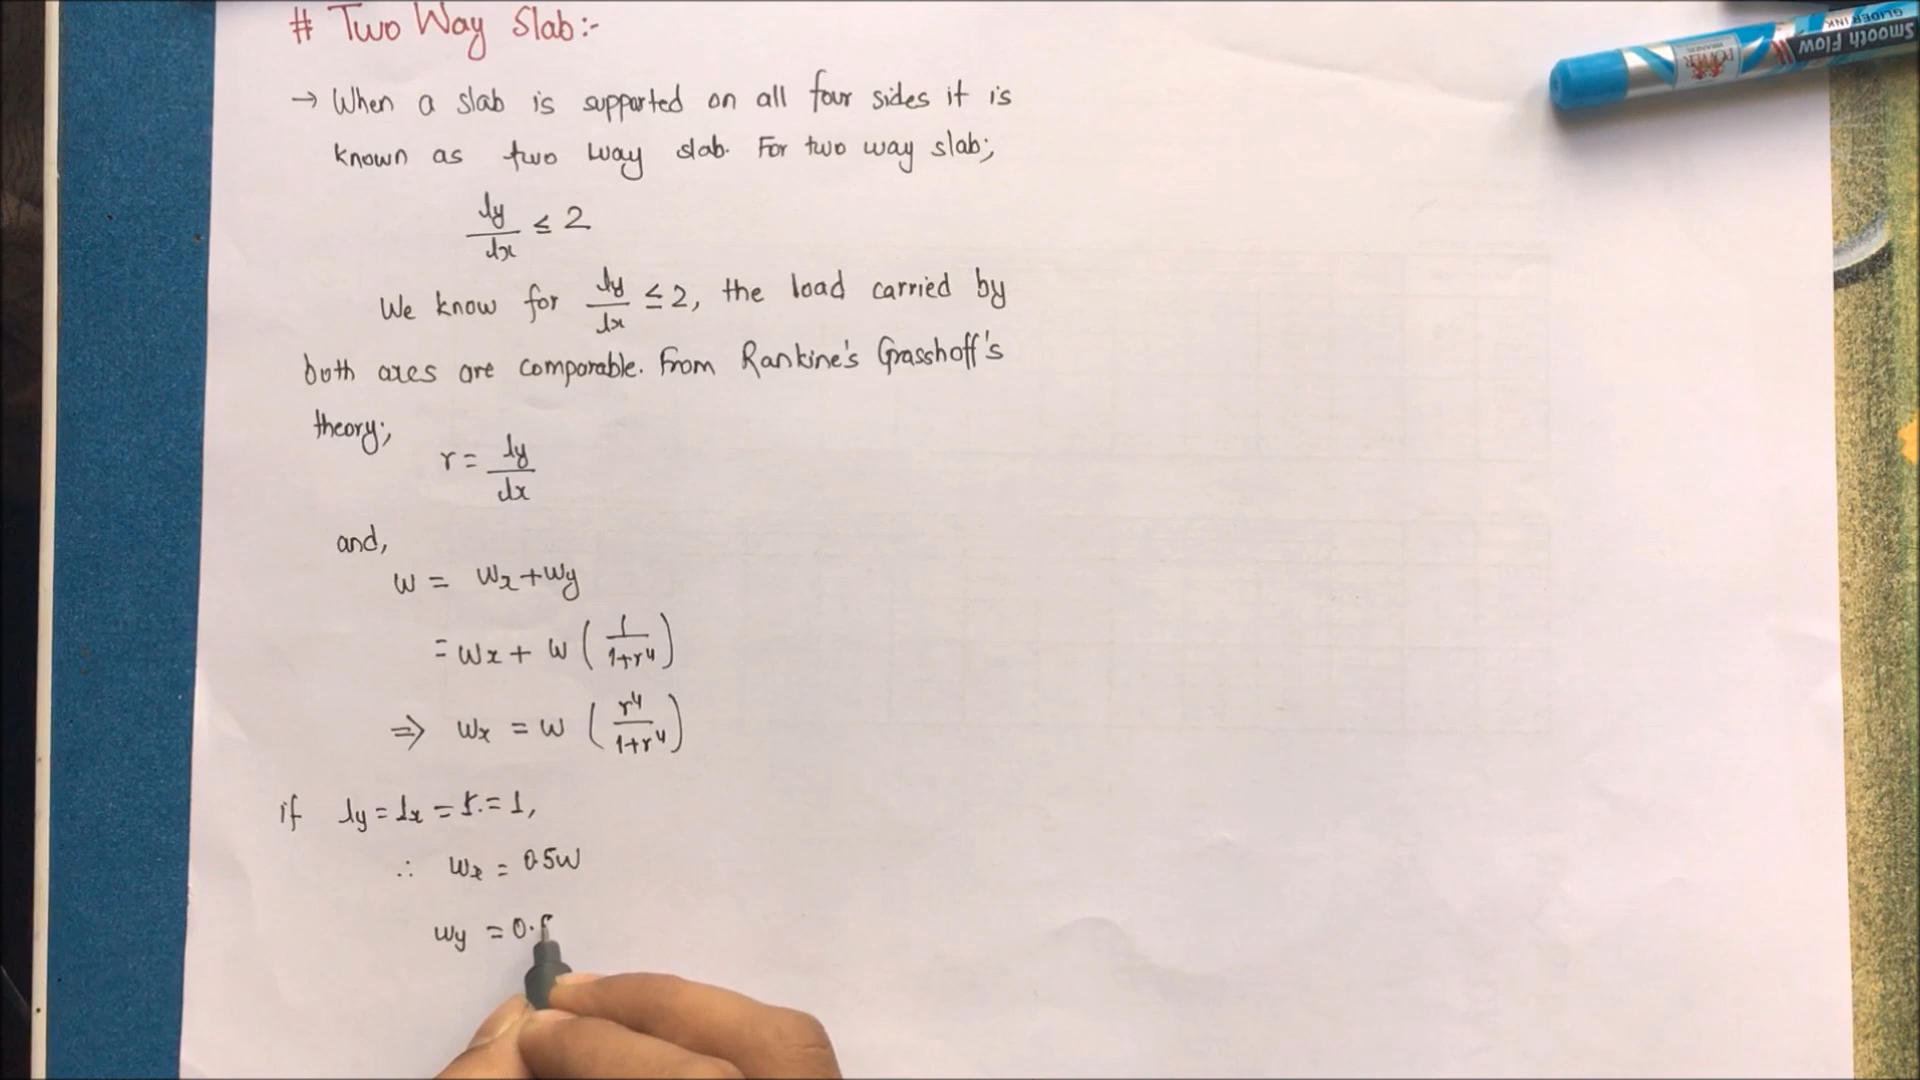 # Two Way Slab:-
→ When a slab is supported on all four sides it is
known as two way slab. For two way slab;
ly/lx ≤ 2
We know for ly/lx ≤ 2, the load carried by
both axes are comparable. From Rankine's Grasshoff's
theory;
r = ly/lx
and,
w = wx+wy
= wx + w (1/1+r⁴)
⇒ wx = w (r⁴/1+r⁴)
if ly = lx = r = 1,
∴ wx = 0.5w
wy = 0.5
Smooth Flow
GLIDER INK